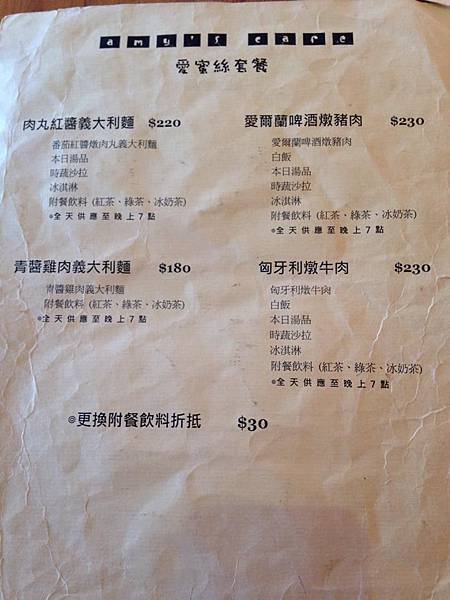 amy's cafe
愛蜜絲套餐
肉丸紅醬義大利麵 $220
番茄紅醬燉肉丸義大利麵
本日湯品
時蔬沙拉
冰淇淋
附餐飲料 (紅茶、綠茶、冰奶茶)
◎全天供應至晚上7點
青醬雞肉義大利麵 $180
青醬雞肉義大利麵
附餐飲料 (紅茶、綠茶、冰奶茶)
◎全天供應至晚上7點
愛爾蘭啤酒燉豬肉 $230
愛爾蘭啤酒燉豬肉
白飯
本日湯品
時蔬沙拉
冰淇淋
附餐飲料 (紅茶、綠茶、冰奶茶)
◎全天供應至晚上7點
匈牙利燉牛肉 $230
匈牙利燉牛肉
白飯
本日湯品
時蔬沙拉
冰淇淋
附餐飲料 (紅茶、綠茶、冰奶茶)
◎全天供應至晚上7點
◎更換附餐飲料折抵 $30